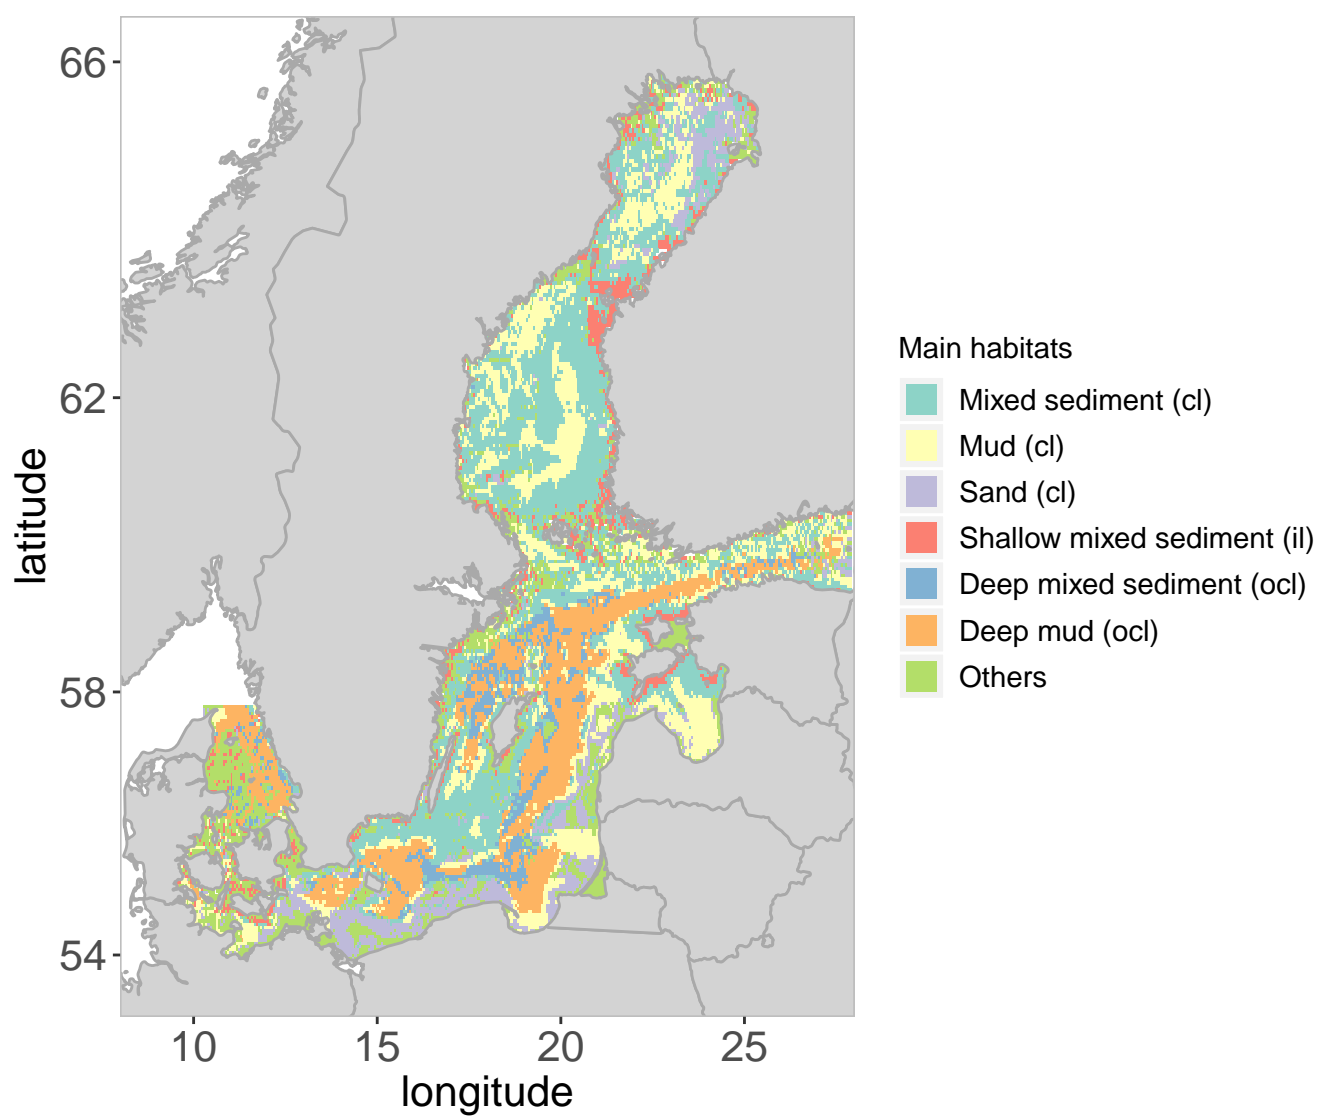 66
62
58
54
latitude
10
15
20
25
longitude
Main habitats
Mixed sediment (cl)
Mud (cl)
Sand (cl)
Shallow mixed sediment (il)
Deep mixed sediment (ocl)
Deep mud (ocl)
Others